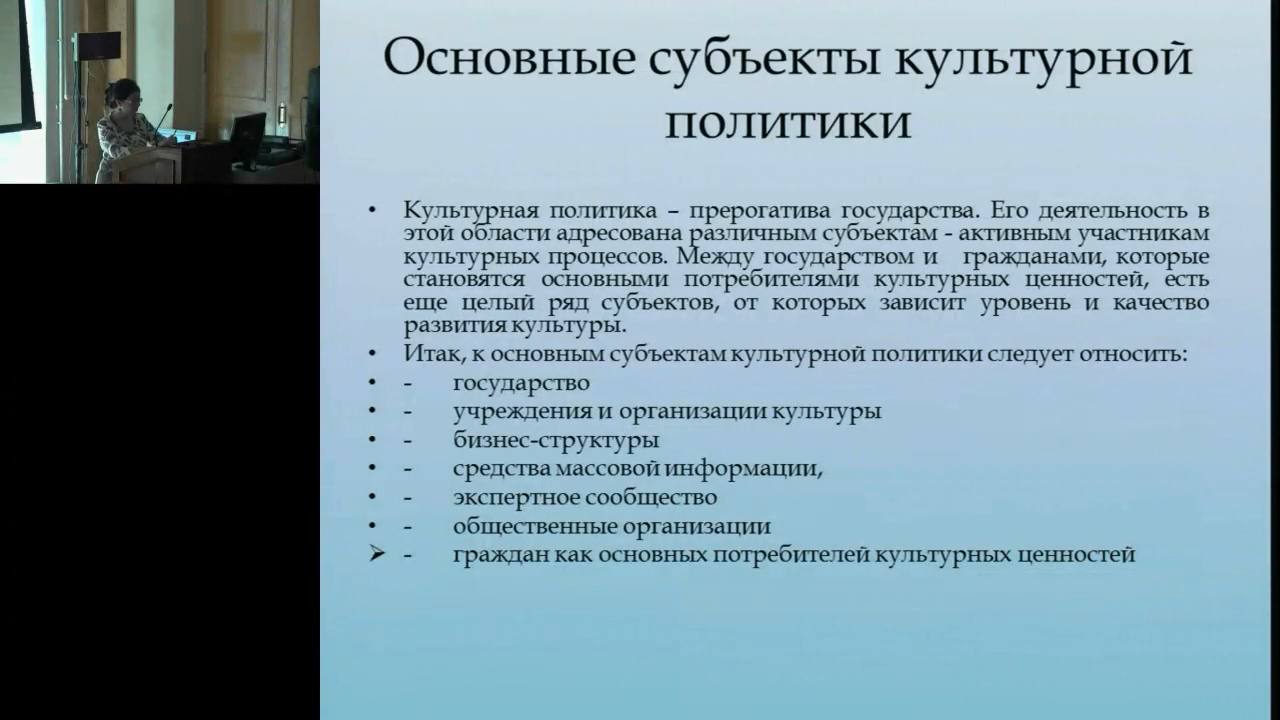 Основные субъекты культурной
политики
• Культурная политика – прерогатива государства. Его деятельность в
этой области адресована различным субъектам - активным участникам
культурных процессов. Между государством и гражданами, которые
становятся основными потребителями культурных ценностей, есть
еще целый ряд субъектов, от которых зависит уровень и качество
развития культуры.
• Итак, к основным субъектам культурной политики следует относить:
• - государство
• - учреждения и организации культуры
• - бизнес-структуры
• - средства массовой информации,
• - экспертное сообщество
• - общественные организации
➢ - граждан как основных потребителей культурных ценностей